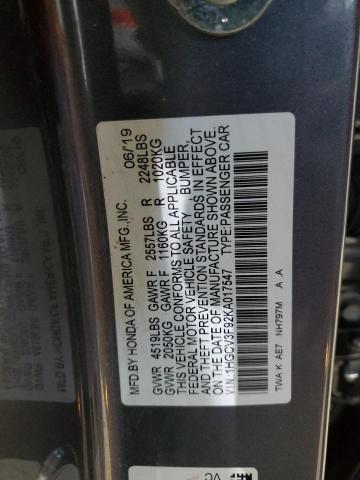 MFD. BY HONDA OF AMERICA MFG.,INC. 06/19
GVWR 4519LBS GAWR F 2557LBS R 2248LBS
GVWR 2050KG GAWR F 1160KG R 1020KG
THIS VEHICLE CONFORMS TO ALL APPLICABLE
FEDERAL MOTOR VEHICLE SAFETY , BUMPER,
AND THEFT PREVENTION STANDARDS IN EFFECT
ON THE DATE OF MANUFACTURE SHOWN ABOVE.
V.I.N.:1HGCV3F92KA017547 TYPE:PASSENGER CAR
TWA K AE7 NH797M A A